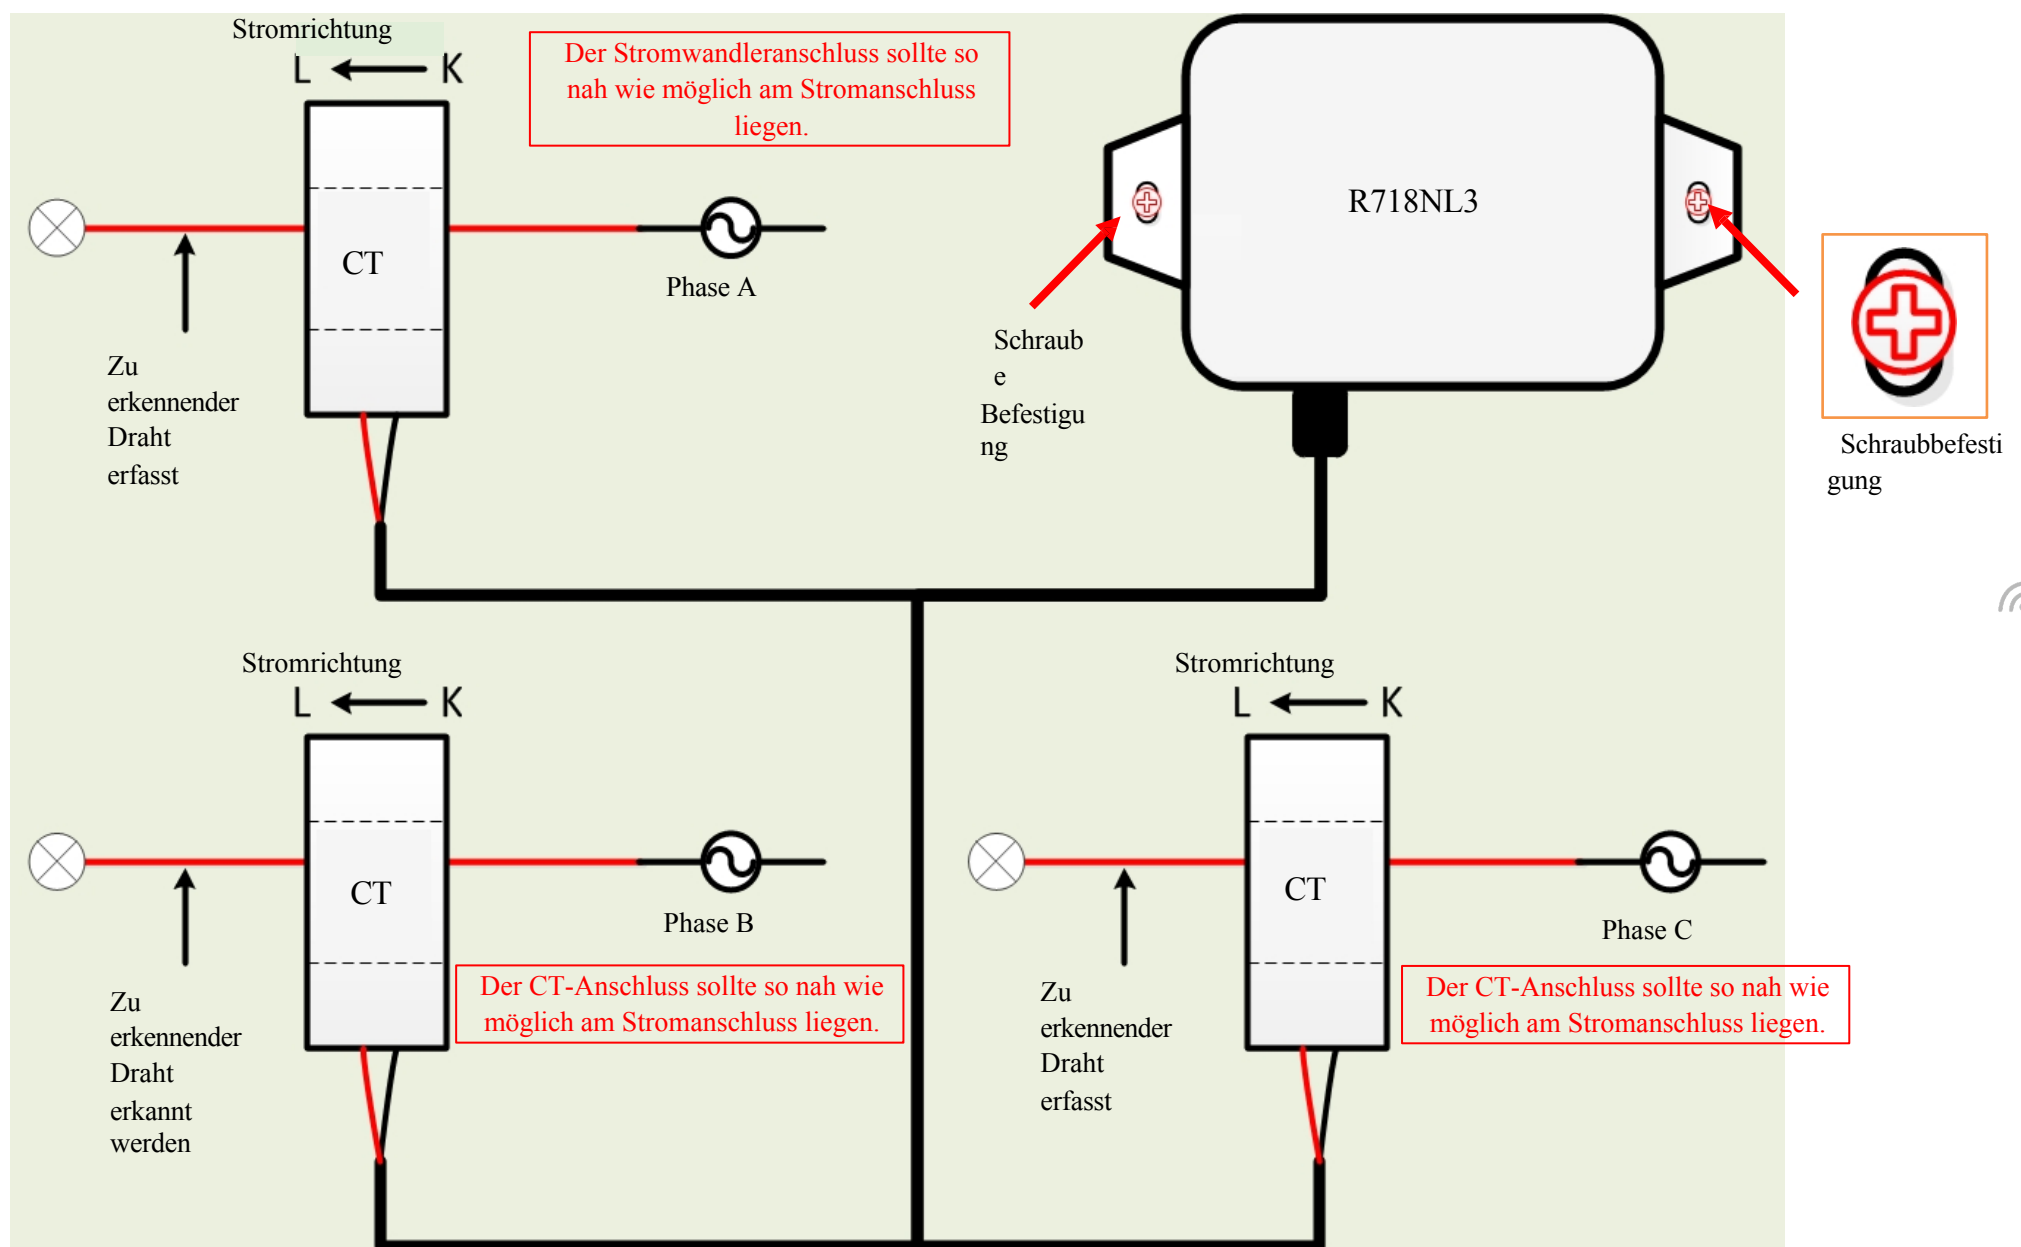 Stromrichtung
L K
Der Stromwandleranschluss sollte so
nah wie möglich am Stromanschluss
liegen.
CT
Phase A
Zu
erkennender
Draht
erfasst
R718NL3
Schraub
e
Befestigu
ng
Schraubbefesti
gung
Stromrichtung
L K
CT
Phase B
Der CT-Anschluss sollte so nah wie
möglich am Stromanschluss liegen.
Zu
erkennender
Draht
erkannt
werden
Stromrichtung
L K
CT
Phase C
Der CT-Anschluss sollte so nah wie
möglich am Stromanschluss liegen.
Zu
erkennender
Draht
erfasst